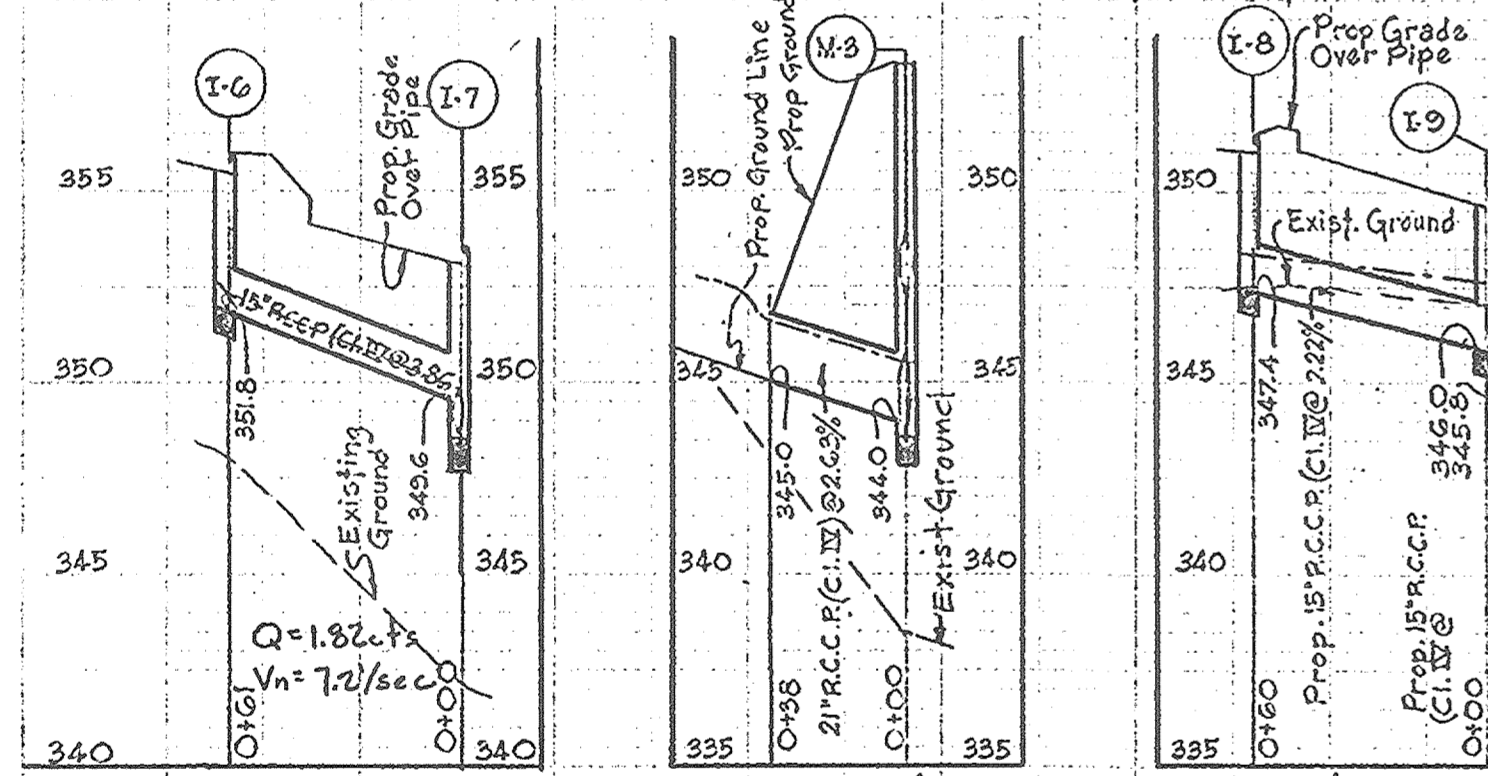 I-6
I-7
Prop. Grade
Over Pipe
355
355
15" R.C.C.P (Cl. IV @ 3.86
350
350
351.8
349.6
Existing
Ground
345
345
Q=1.82cfs
Vn= 7.2'/sec
0+61
0+00
340
340
M-3
Prop. Ground Line
Prop Ground
350
350
345
345
345.0
344.0
21" R.C.C.P. (Cl. IV) @ 2.63%
Exist Ground
340
340
0+38
0+00
335
335
I-8
Prop Grade
Over Pipe
I-9
350
Exist. Ground
345
347.4
346.0
345.8
340
Prop. 15" R.C.C.P. (Cl. IV @ 2.22%
Prop. 15" R.C.C.P.
(Cl. IV @
0+60
0+00
335